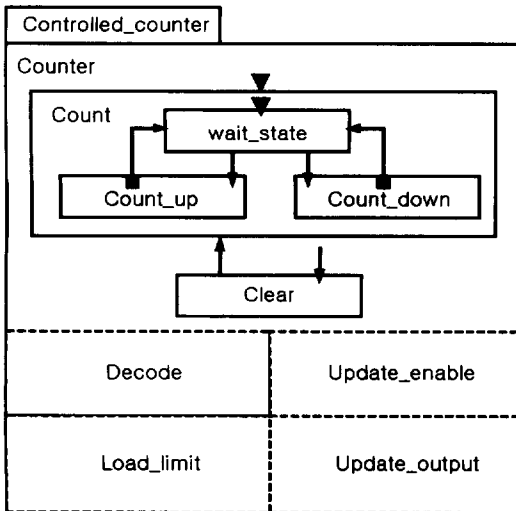 Controlled_counter
Counter
Count
wait_state
Count_up Count_down
Clear
Decode Update_enable
Load_limit Update_output